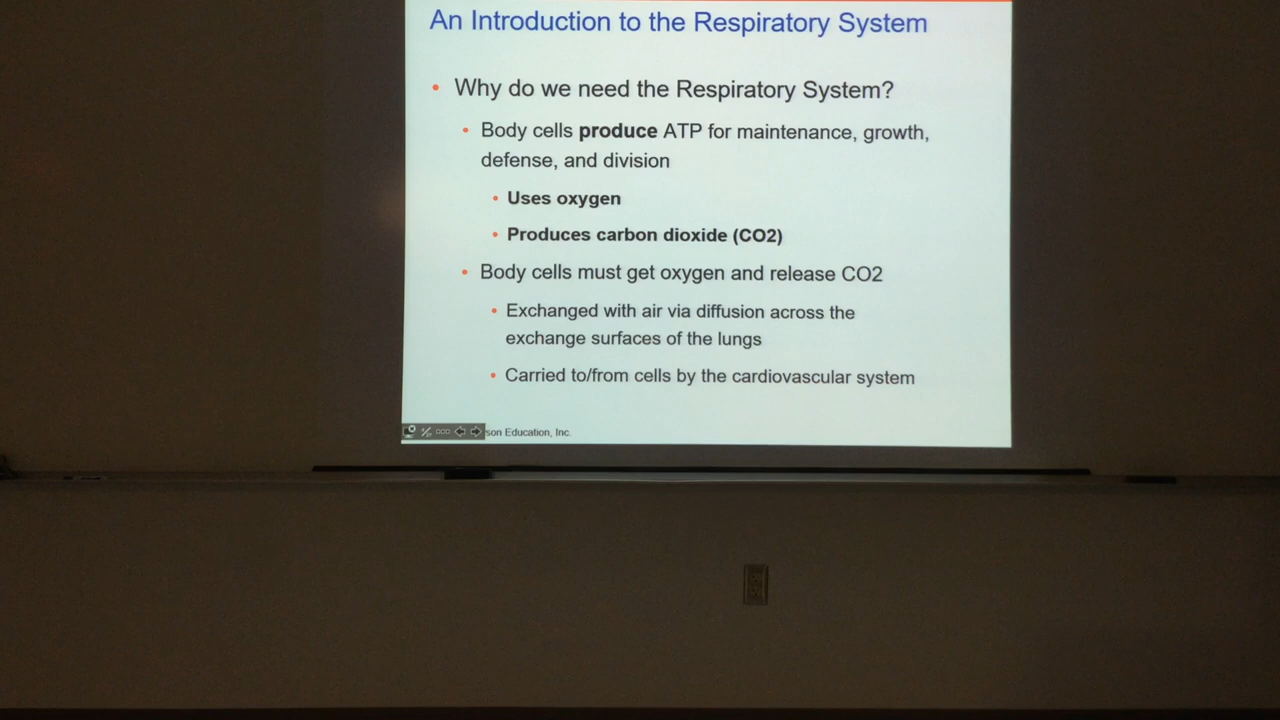 An Introduction to the Respiratory System
• Why do we need the Respiratory System?
• Body cells produce ATP for maintenance, growth,
defense, and division
• Uses oxygen
• Produces carbon dioxide (CO2)
• Body cells must get oxygen and release CO2
• Exchanged with air via diffusion across the
exchange surfaces of the lungs
• Carried to/from cells by the cardiovascular system
son Education, Inc.